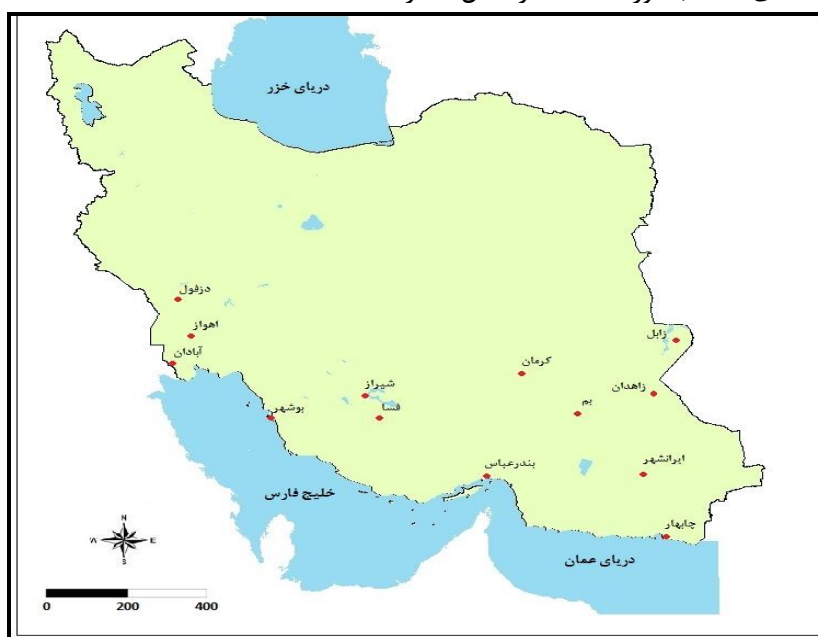 دریای خزر
دزفول
اهواز
آبادان
زابل
کرمان
شیراز
زاهدان
بم
فسا
بوشهر
ایرانشهر
بندرعباس
خلیج فارس
چابهار
دریای عمان
N
W E
S
0 200 400